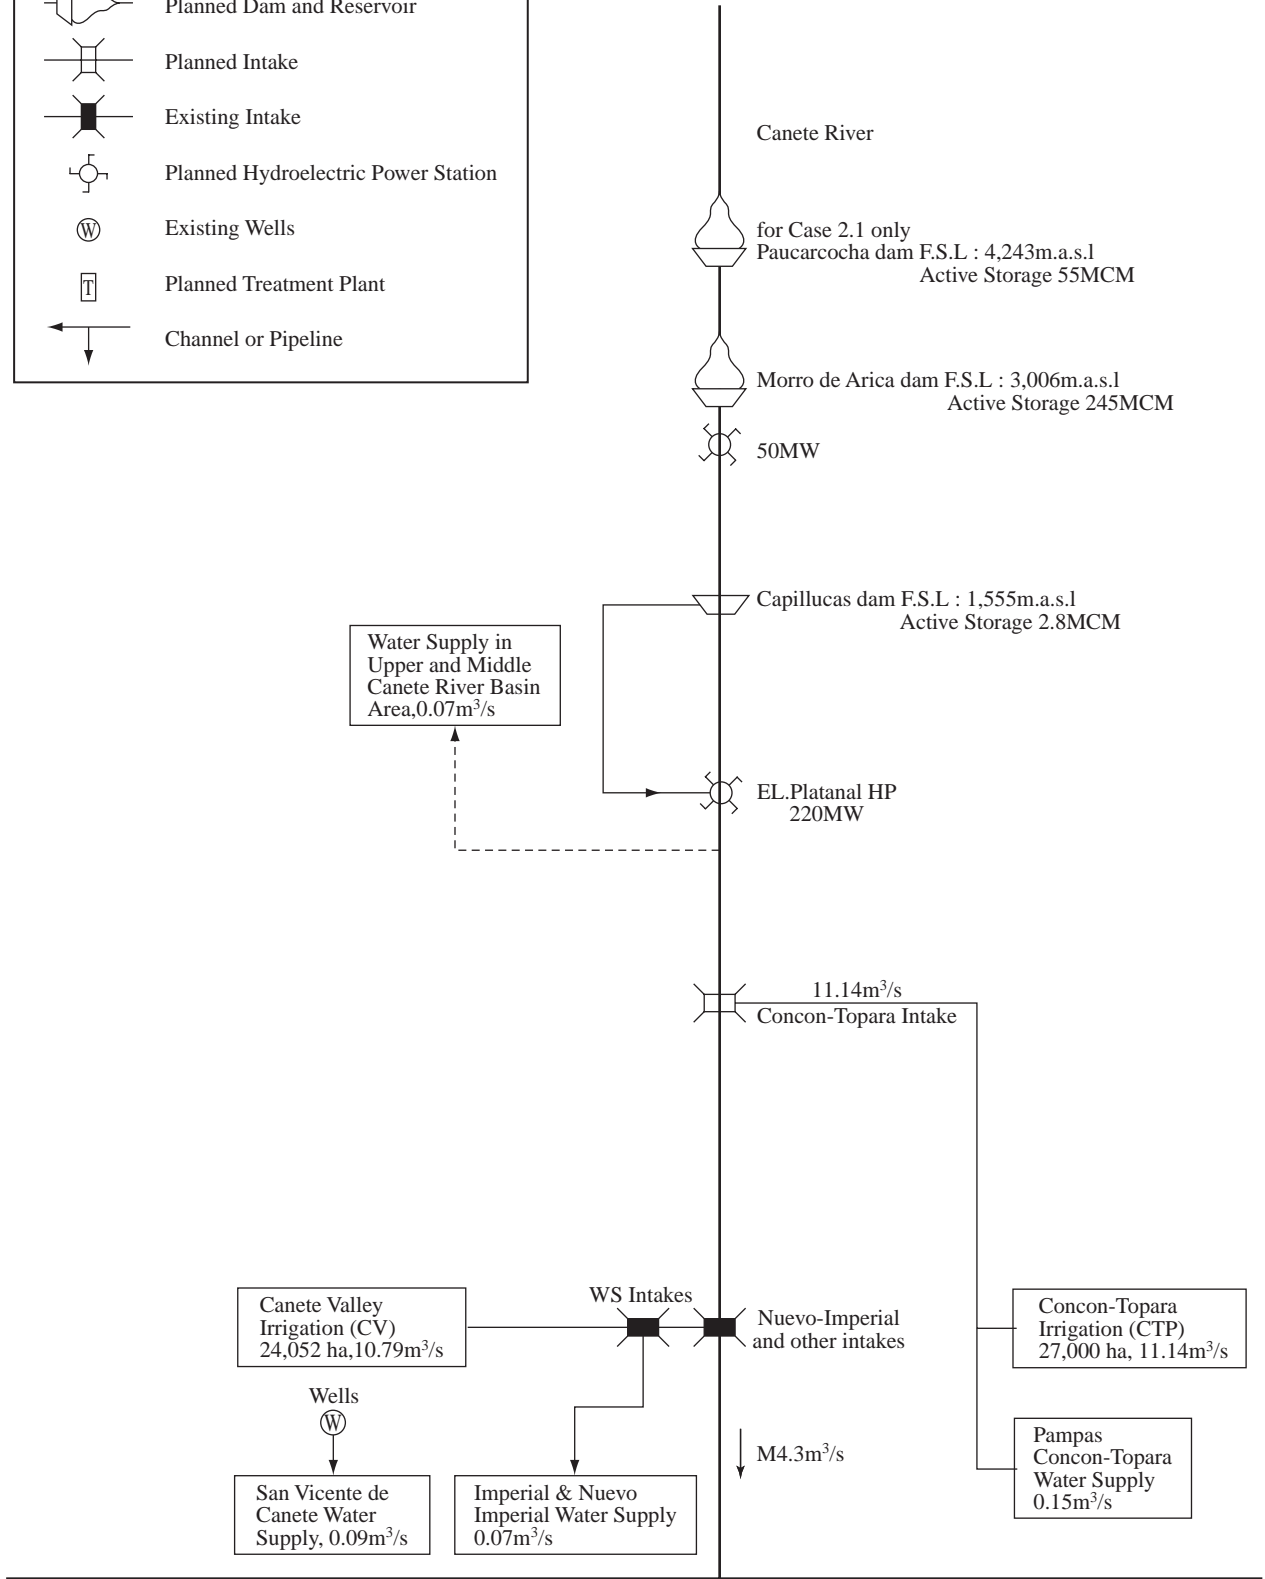 Planned Dam and Reservoir
Planned Intake
Existing Intake
Planned Hydroelectric Power Station
W Existing Wells
T Planned Treatment Plant
Channel or Pipeline
Canete River
for Case 2.1 only
Paucarcocha dam F.S.L : 4,243m.a.s.l
Active Storage 55MCM
Morro de Arica dam F.S.L : 3,006m.a.s.l
Active Storage 245MCM
50MW
Capillucas dam F.S.L : 1,555m.a.s.l
Active Storage 2.8MCM
Water Supply in
Upper and Middle
Canete River Basin
Area,0.07m³/s
EL.Platanal HP
220MW
11.14m³/s
Concon-Topara Intake
WS Intakes
Canete Valley
Irrigation (CV)
24,052 ha,10.79m³/s
Nuevo-Imperial
and other intakes
Concon-Topara
Irrigation (CTP)
27,000 ha, 11.14m³/s
Wells
W
M4.3m³/s
Pampas
Concon-Topara
Water Supply
0.15m³/s
San Vicente de
Canete Water
Supply, 0.09m³/s
Imperial & Nuevo
Imperial Water Supply
0.07m³/s